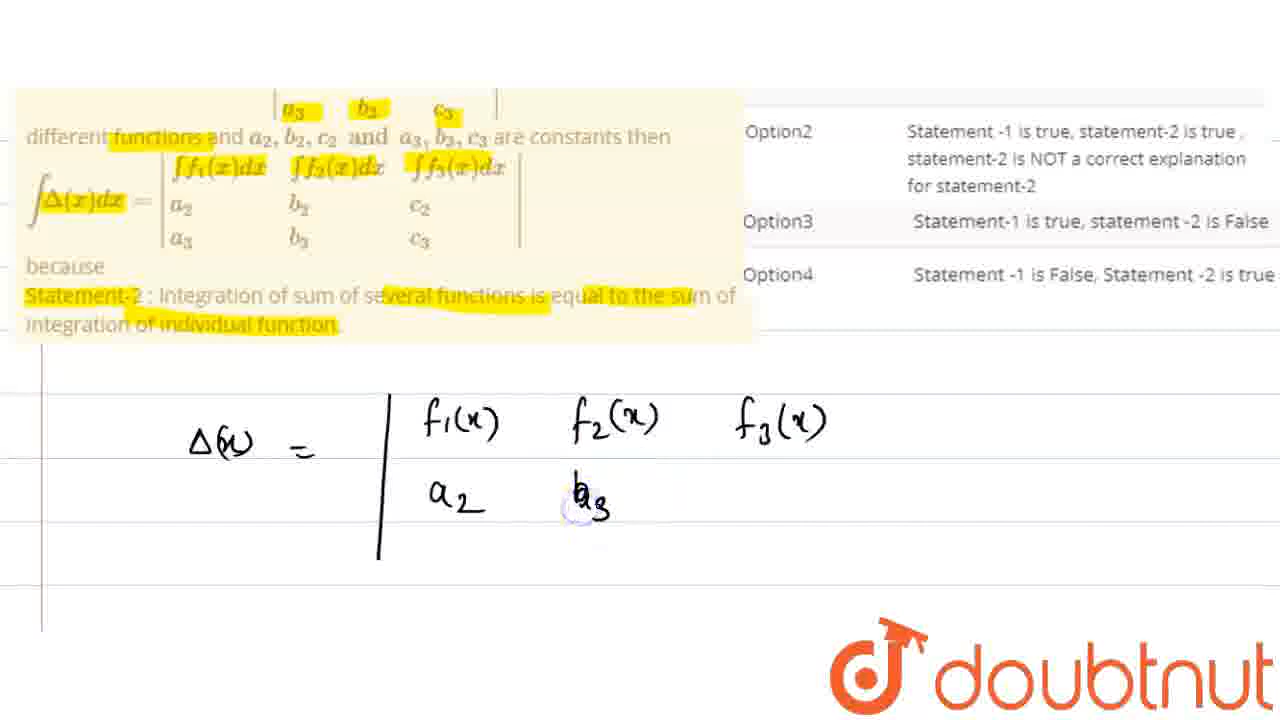 | a₃ b₃ c₃ |
different functions and a₂, b₂, c₂ and a₃, b₃, c₃ are constants then
∫Δ(x)dx = | ∫f₁(x)dx ∫f₂(x)dx ∫f₃(x)dx |
| a₂ b₂ c₂ |
| a₃ b₃ c₃ |
because
Statement-2 : Integration of sum of several functions is equal to the sum of
integration of individual function.
Option2 Statement -1 is true, statement-2 is true ,
statement-2 is NOT a correct explanation
for statement-2
Option3 Statement-1 is true, statement -2 is False
Option4 Statement -1 is False, Statement -2 is true
Δ(x) = | f₁(x) f₂(x) f₃(x)
a₂
doubtnut